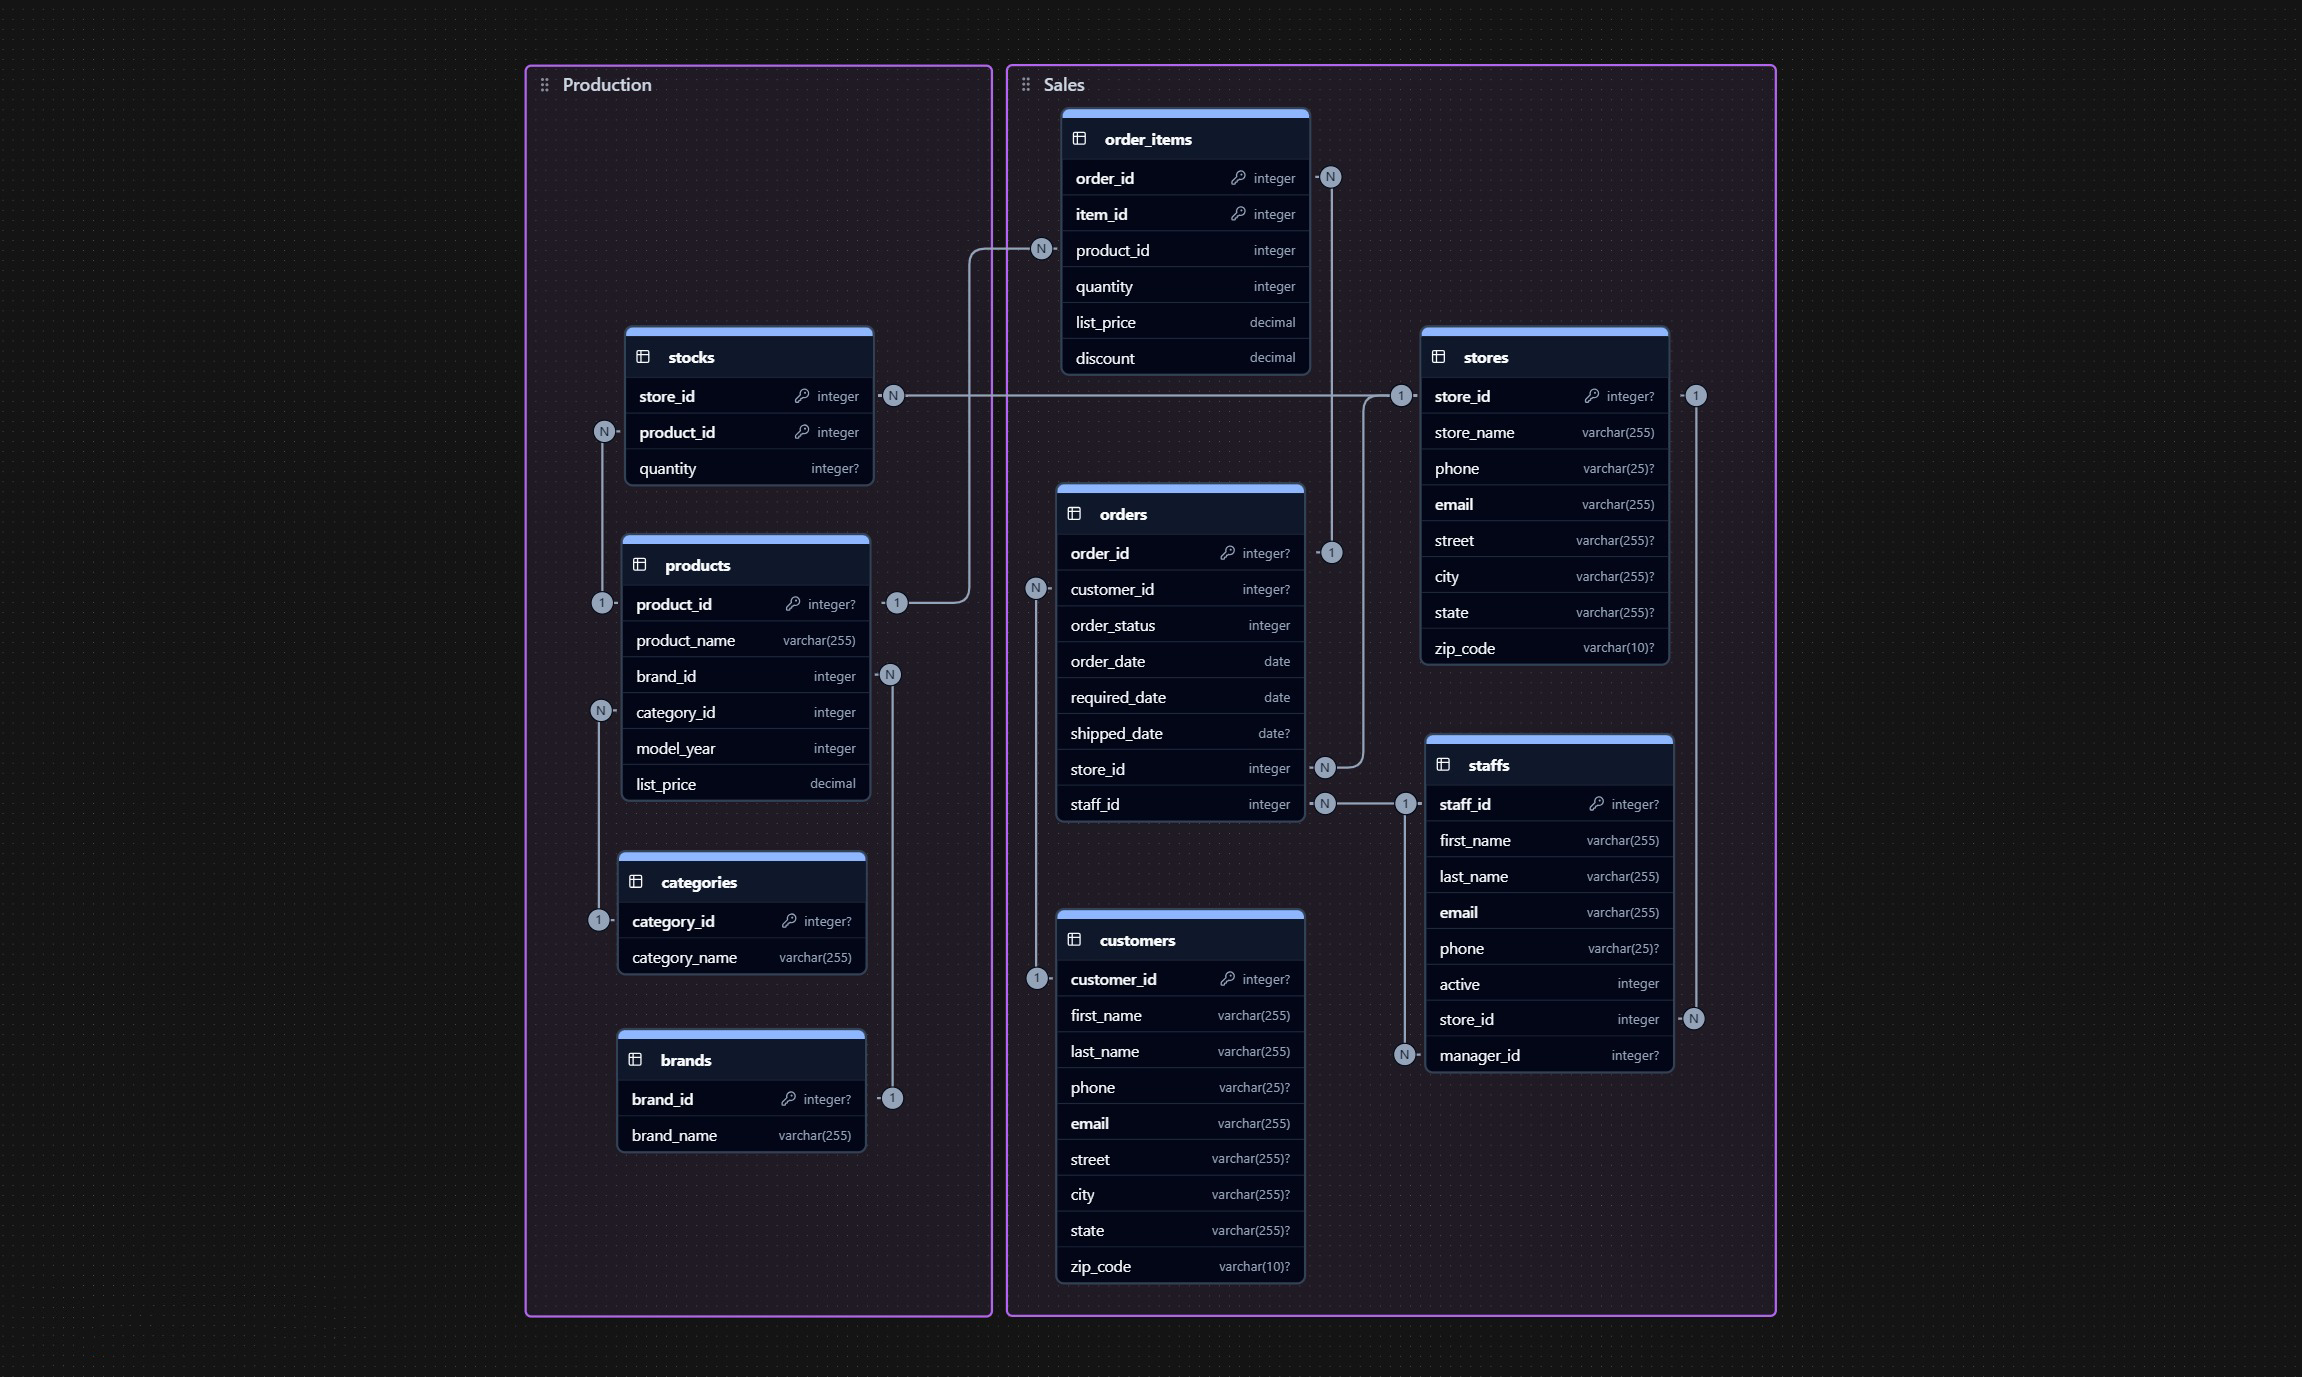 Production
stocks
store_id integer
product_id integer
quantity integer?
N
N
products
product_id integer?
product_name varchar(255)
brand_id integer
category_id integer
model_year integer
list_price decimal
1
1
N
N
categories
category_id integer?
category_name varchar(255)
1
brands
brand_id integer?
brand_name varchar(255)
1
Sales
order_items
order_id integer
item_id integer
product_id integer
quantity integer
list_price decimal
discount decimal
N
N
orders
order_id integer?
customer_id integer?
order_status integer
order_date date
required_date date
shipped_date date?
store_id integer
staff_id integer
1
N
N
N
customers
customer_id integer?
first_name varchar(255)
last_name varchar(255)
phone varchar(25)?
email varchar(255)
street varchar(255)?
city varchar(255)?
state varchar(255)?
zip_code varchar(10)?
1
stores
store_id integer?
store_name varchar(255)
phone varchar(25)?
email varchar(255)
street varchar(255)?
city varchar(255)?
state varchar(255)?
zip_code varchar(10)?
1
1
staffs
staff_id integer?
first_name varchar(255)
last_name varchar(255)
email varchar(255)
phone varchar(25)?
active integer
store_id integer
manager_id integer?
1
N
N